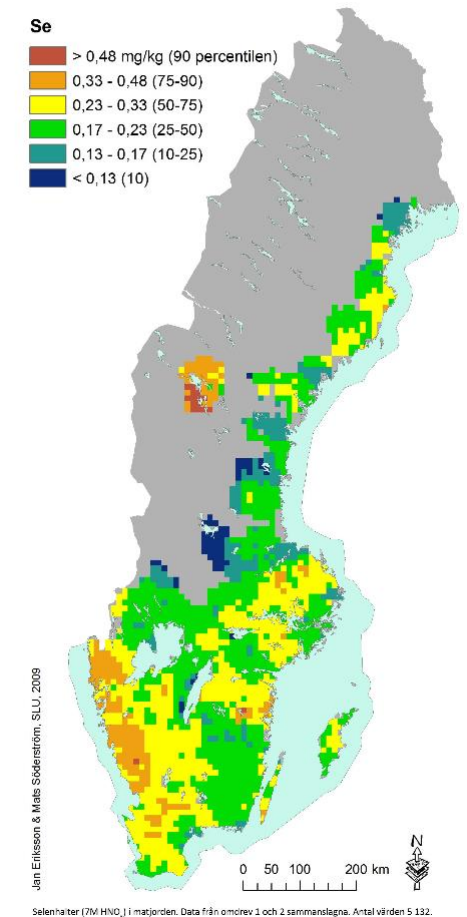 Se
> 0,48 mg/kg (90 percentilen)
0,33 - 0,48 (75-90)
0,23 - 0,33 (50-75)
0,17 - 0,23 (25-50)
0,13 - 0,17 (10-25)
< 0,13 (10)
Jan Eriksson & Mats Söderström, SLU, 2009
N
0 50 100 200 km
Selenhalter (7M HNO₃) i matjorden. Data från omdrev 1 och 2 sammanslagna. Antal värden 5 132.